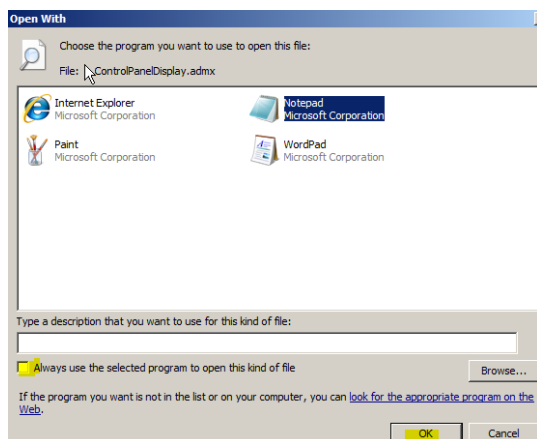 Open With
Choose the program you want to use to open this file:
File: ControlPanelDisplay.admx
Internet Explorer
Microsoft Corporation
Notepad
Microsoft Corporation
Paint
Microsoft Corporation
WordPad
Microsoft Corporation
Type a description that you want to use for this kind of file:
Always use the selected program to open this kind of file
Browse...
If the program you want is not in the list or on your computer, you can look for the appropriate program on the
Web.
OK
Cancel